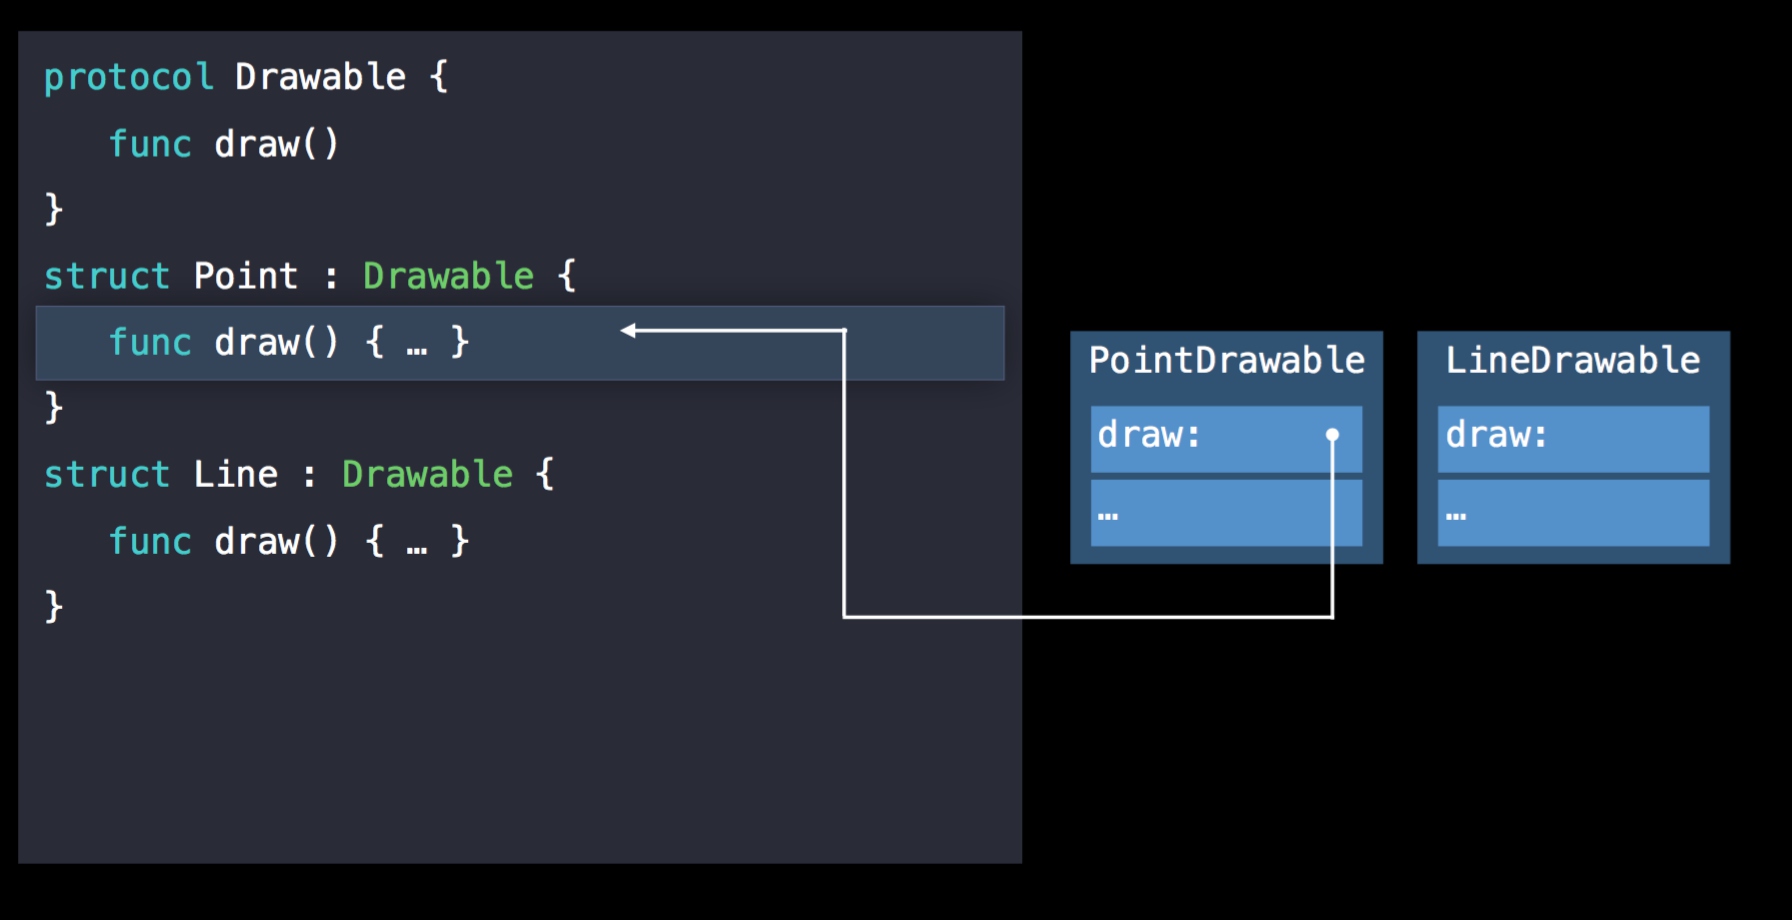 protocol Drawable {
func draw()
}
struct Point : Drawable {
func draw() { … }
}
struct Line : Drawable {
func draw() { … }
}
PointDrawable
draw:
…
LineDrawable
draw:
…